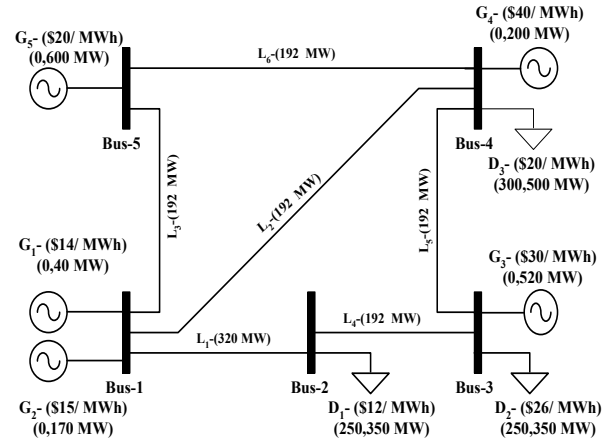 G5- ($20/ MWh)
(0,600 MW)
L6-(192 MW)
G4- ($40/ MWh)
(0,200 MW)
Bus-5
Bus-4
D3- ($20/ MWh)
(300,500 MW)
L3-(192 MW)
L2-(192 MW)
L5-(192 MW)
G1- ($14/ MWh)
(0,40 MW)
G3- ($30/ MWh)
(0,520 MW)
L1-(320 MW)
L4-(192 MW)
Bus-1
Bus-2
Bus-3
G2- ($15/ MWh)
(0,170 MW)
D1- ($12/ MWh)
(250,350 MW)
D2- ($26/ MWh)
(250,350 MW)